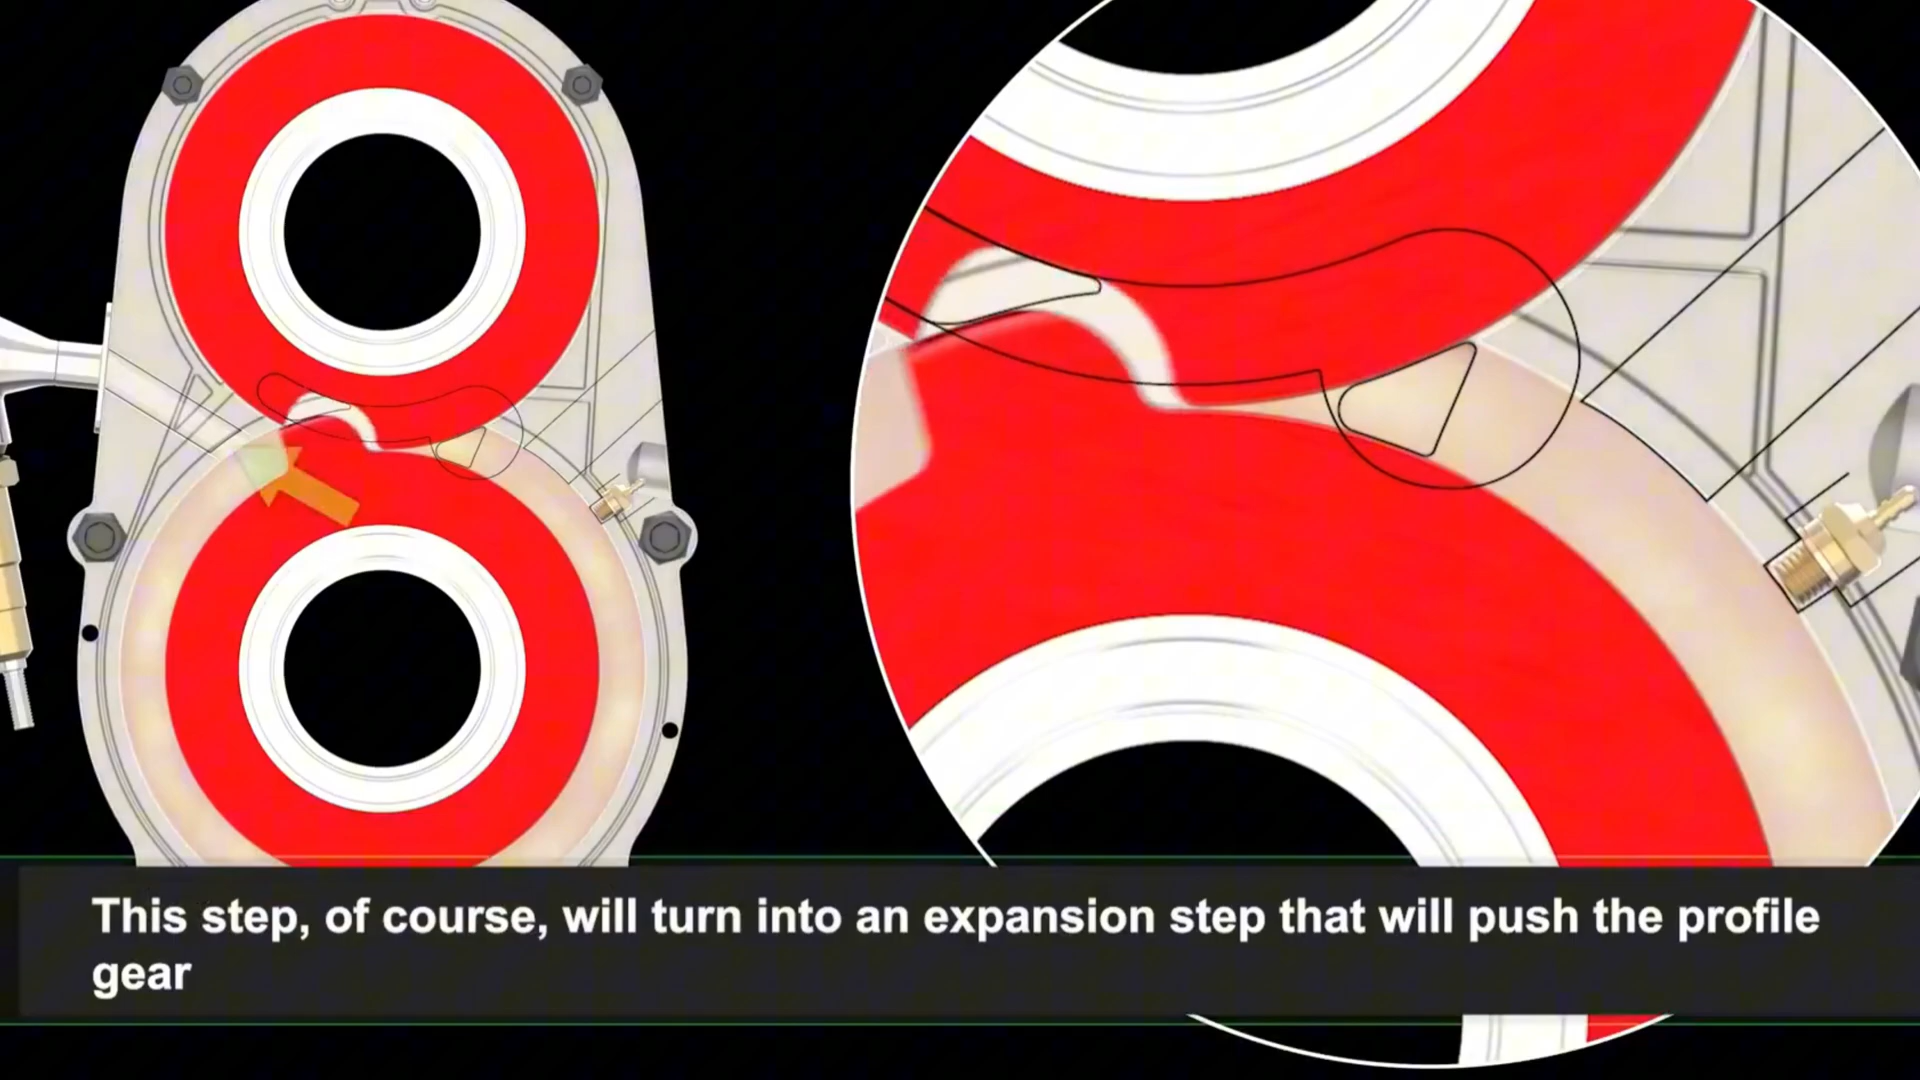 This step, of course, will turn into an expansion step that will push the profile
gear